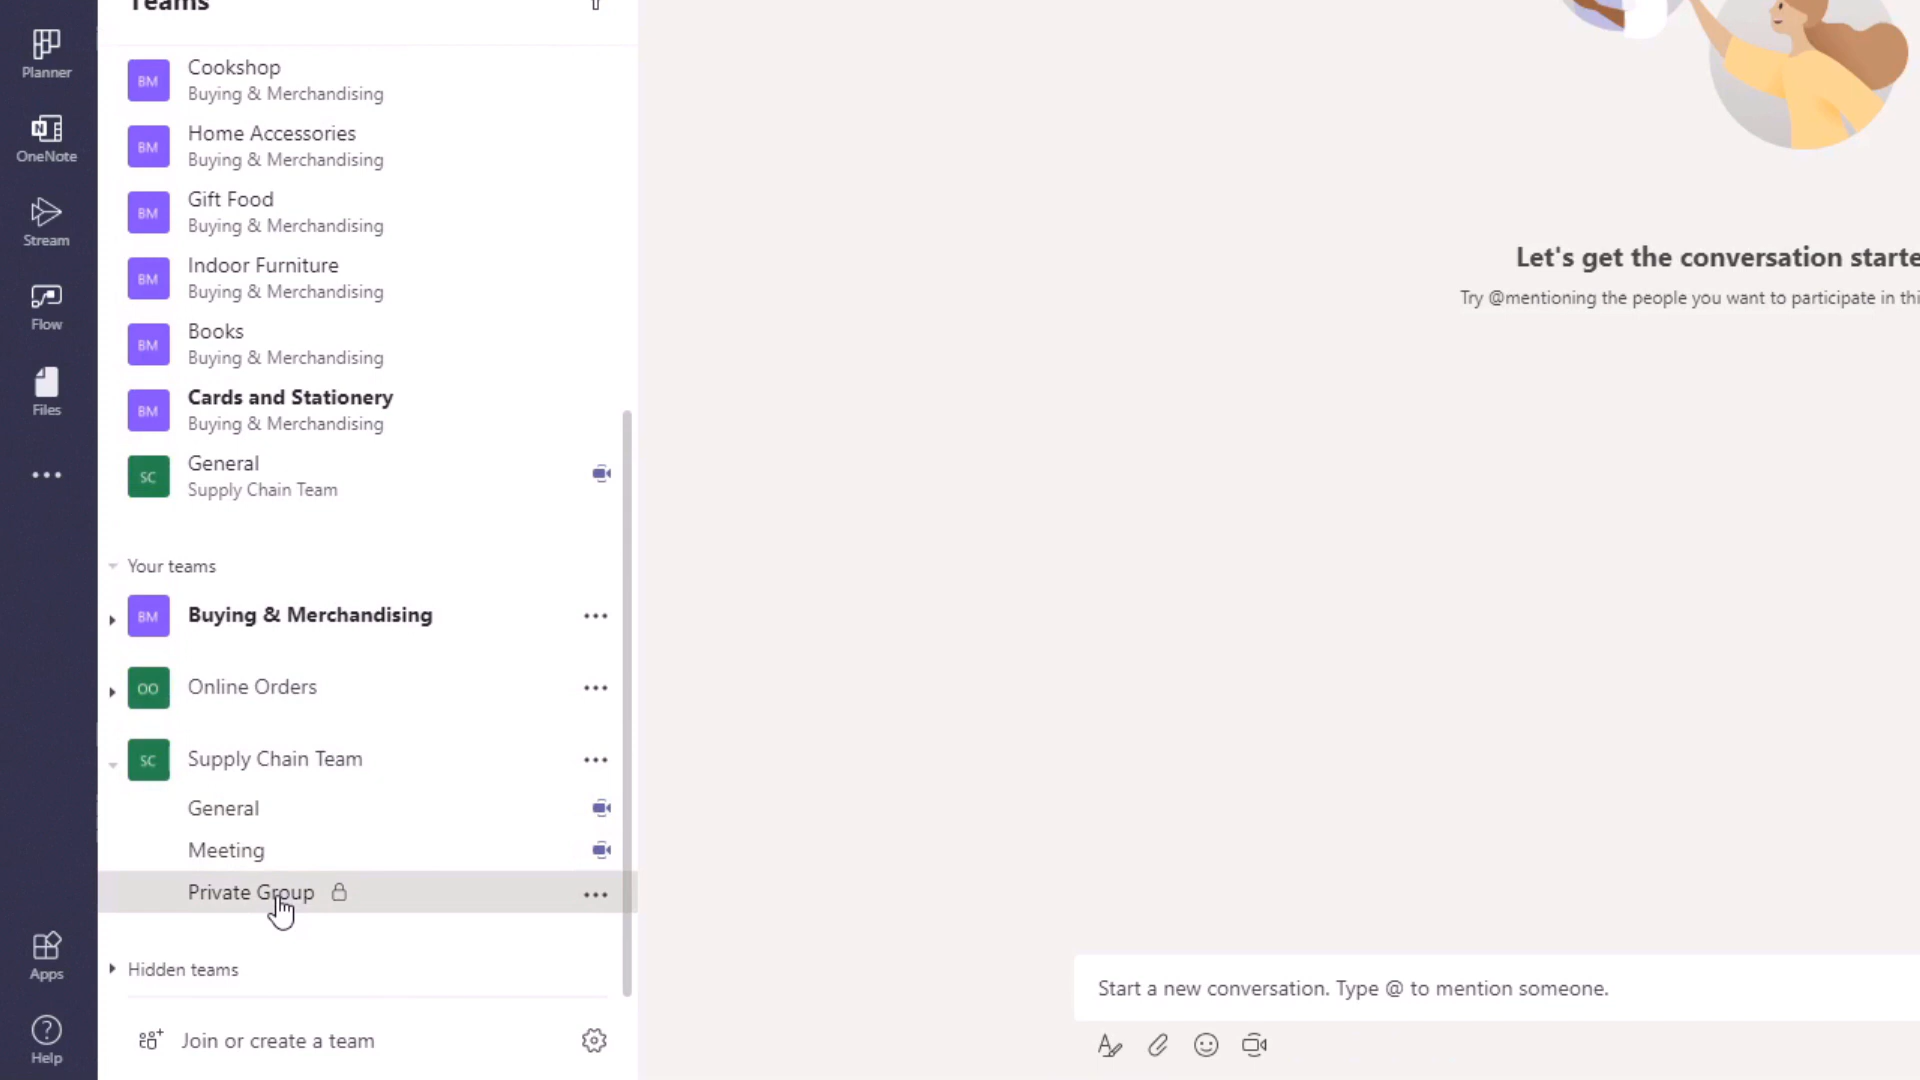 Teams
Planner
OneNote
Stream
Flow
Files
Apps
Help
BM
Cookshop
Buying & Merchandising
BM
Home Accessories
Buying & Merchandising
BM
Gift Food
Buying & Merchandising
BM
Indoor Furniture
Buying & Merchandising
BM
Books
Buying & Merchandising
BM
Cards and Stationery
Buying & Merchandising
SC
General
Supply Chain Team
Your teams
BM
Buying & Merchandising
OO
Online Orders
SC
Supply Chain Team
General
Meeting
Private Group
Hidden teams
Join or create a team
Let's get the conversation starte
Try @mentioning the people you want to participate in thi
Start a new conversation. Type @ to mention someone.